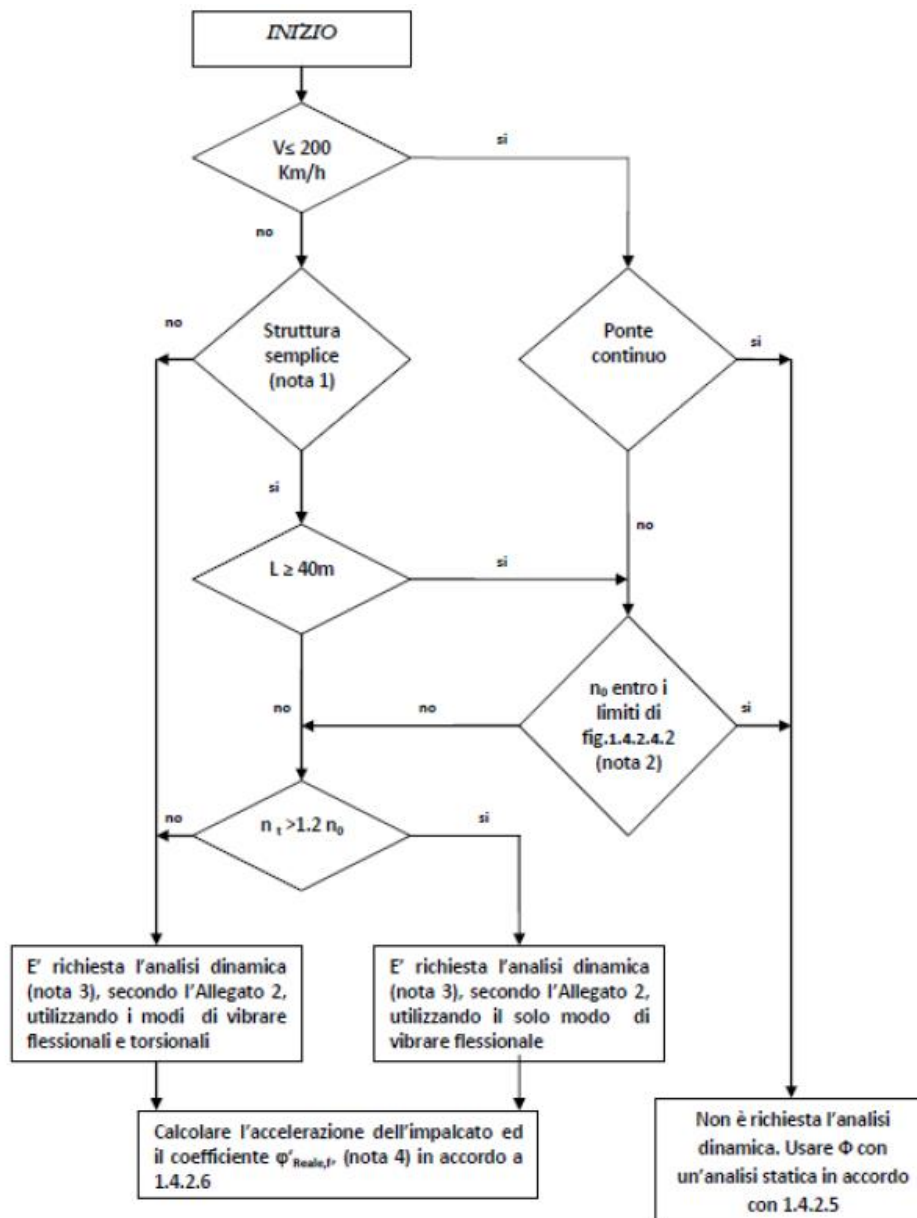 INIZIO
V≤ 200
Km/h
si
no
Struttura
semplice
(nota 1)
no
Ponte
continuo
si
si
no
L ≥ 40m
si
no
n₀ entro i
limiti di
fig.1.4.2.4.2
(nota 2)
no
si
n t >1.2 n₀
no
si
E' richiesta l'analisi dinamica
(nota 3), secondo l'Allegato 2,
utilizzando i modi di vibrare
flessionali e torsionali
E' richiesta l'analisi dinamica
(nota 3), secondo l'Allegato 2,
utilizzando il solo modo di
vibrare flessionale
Calcolare l'accelerazione dell'impalcato ed
il coefficiente φ'Reale,f, (nota 4) in accordo a
1.4.2.6
Non è richiesta l'analisi
dinamica. Usare Φ con
un'analisi statica in accordo
con 1.4.2.5